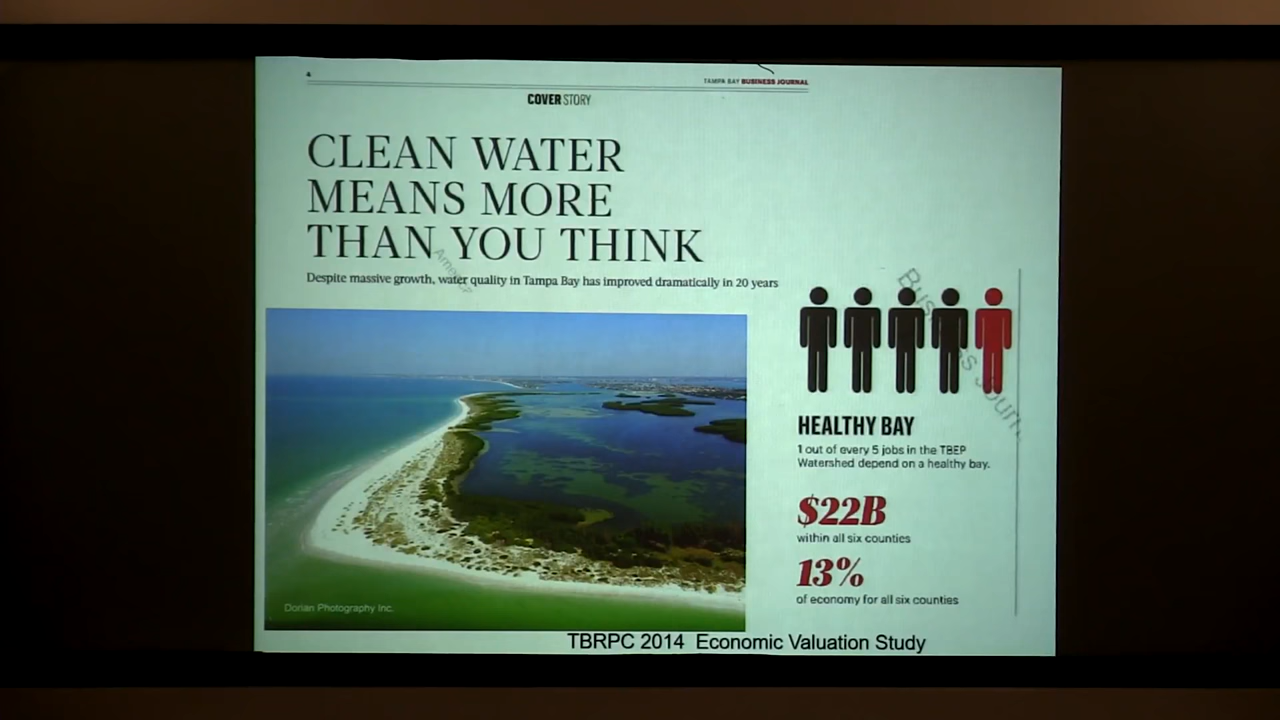 4
TAMPA BAY BUSINESS JOURNAL
COVER STORY
CLEAN WATER
MEANS MORE
THAN YOU THINK
Despite massive growth, water quality in Tampa Bay has improved dramatically in 20 years
HEALTHY BAY
1 out of every 5 jobs in the TBEP
Watershed depend on a healthy bay.
$22B
within all six counties
13%
of economy for all six counties
Dorian Photography Inc.
TBRPC 2014 Economic Valuation Study